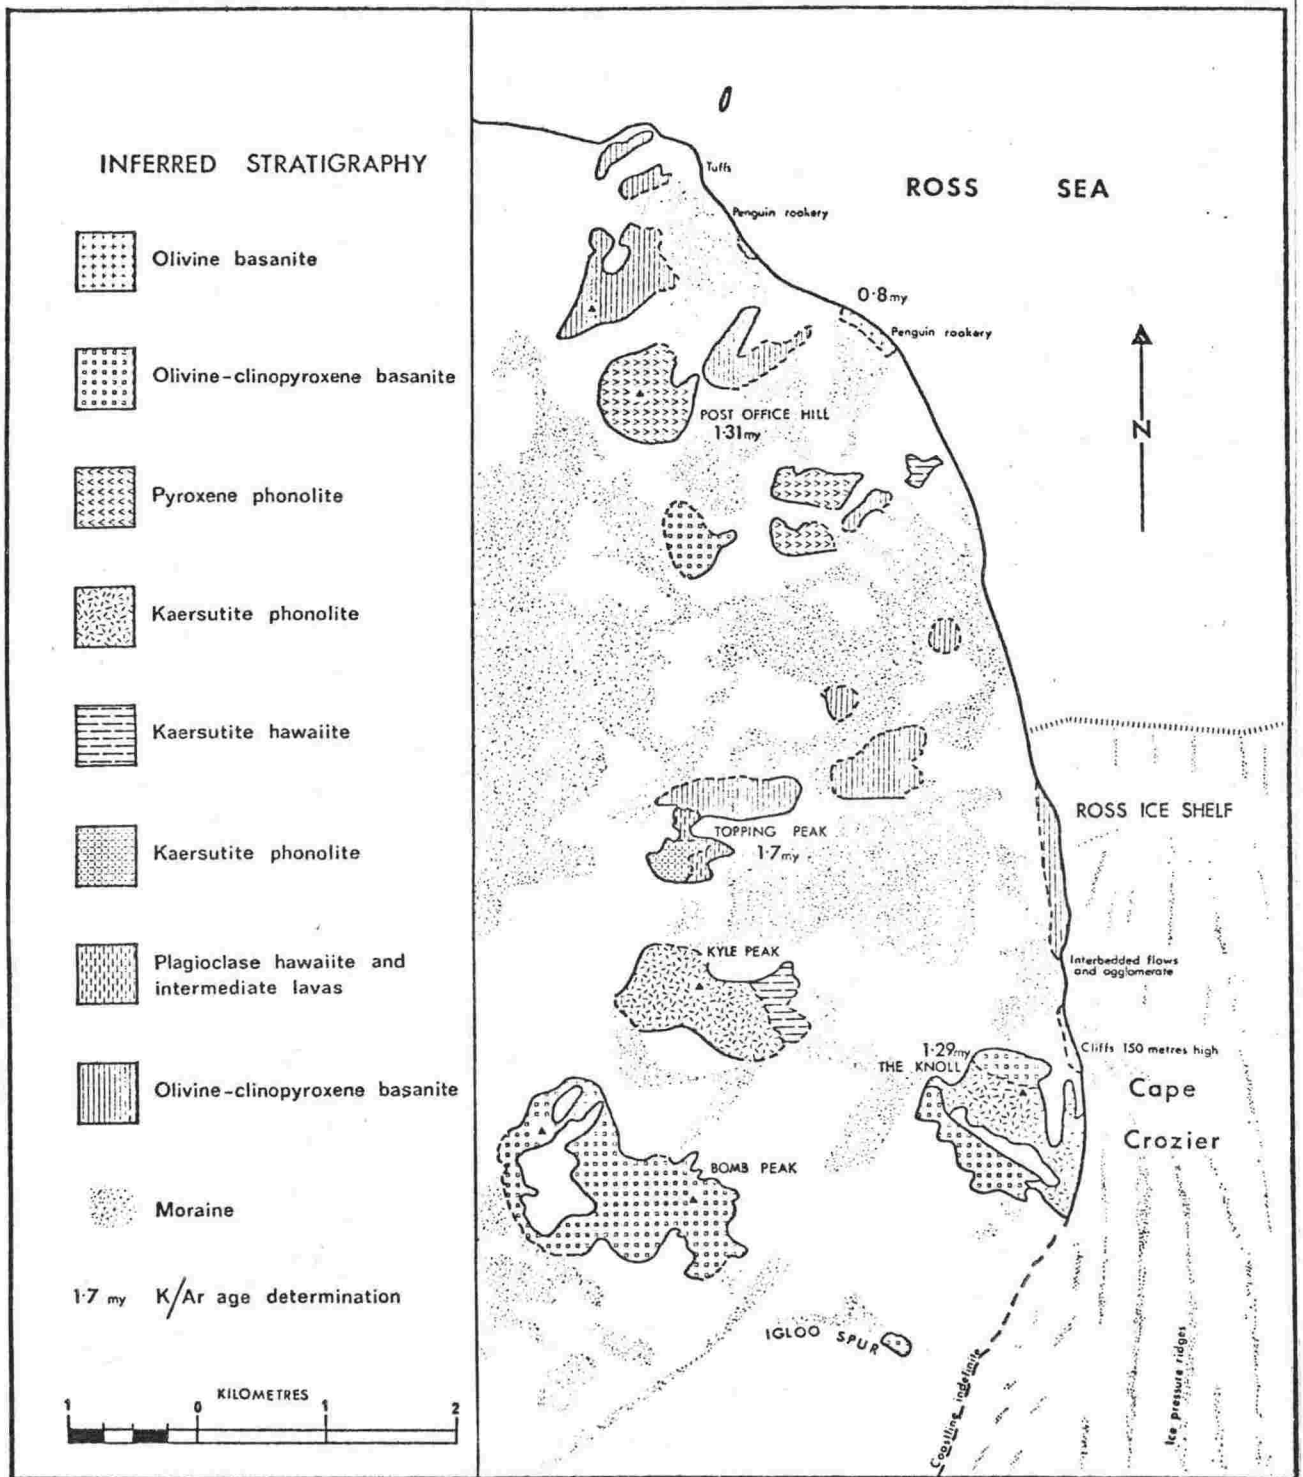 INFERRED STRATIGRAPHY
Olivine basanite
Olivine-clinopyroxene basanite
Pyroxene phonolite
Kaersutite phonolite
Kaersutite hawaiite
Kaersutite phonolite
Plagioclase hawaiite and
intermediate lavas
Olivine-clinopyroxene basanite
Moraine
1·7 my K/Ar age determination
KILOMETRES
1 0 1 2
Tuffs
ROSS SEA
Penguin rookery
0·8 my
Penguin rookery
N
POST OFFICE HILL
1·31 my
ROSS ICE SHELF
TOPPING PEAK
1·7 my
KYLE PEAK
Interbedded flows
and agglomerate
1·29 my
THE KNOLL
Cliffs 150 metres high
Cape
Crozier
BOMB PEAK
IGLOO SPUR
Coastline indefinite
Ice pressure ridges